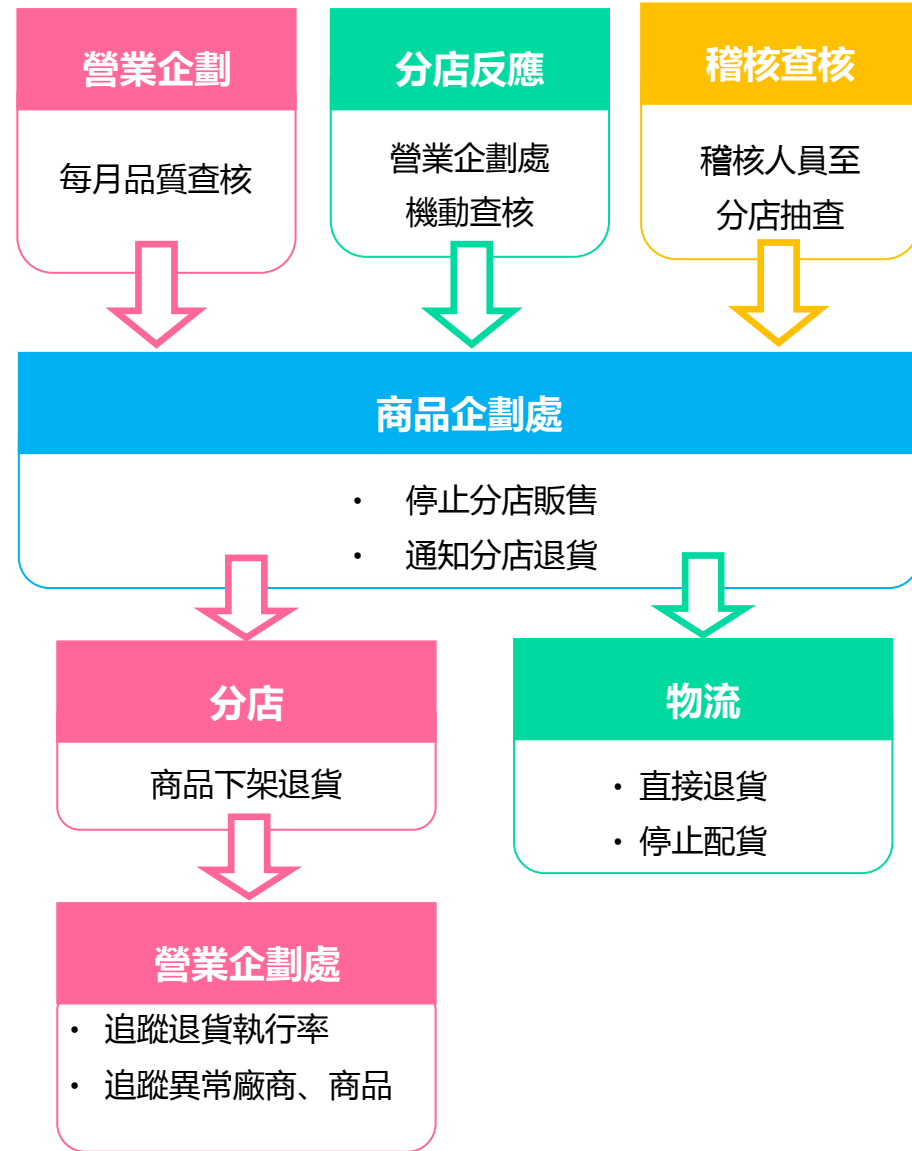 營業企劃
每月品質查核
分店反應
營業企劃處
機動查核
稽核查核
稽核人員至
分店抽查
商品企劃處
・ 停止分店販售
・ 通知分店退貨
分店
商品下架退貨
物流
・直接退貨
・停止配貨
營業企劃處
・ 追蹤退貨執行率
・ 追蹤異常廠商、商品